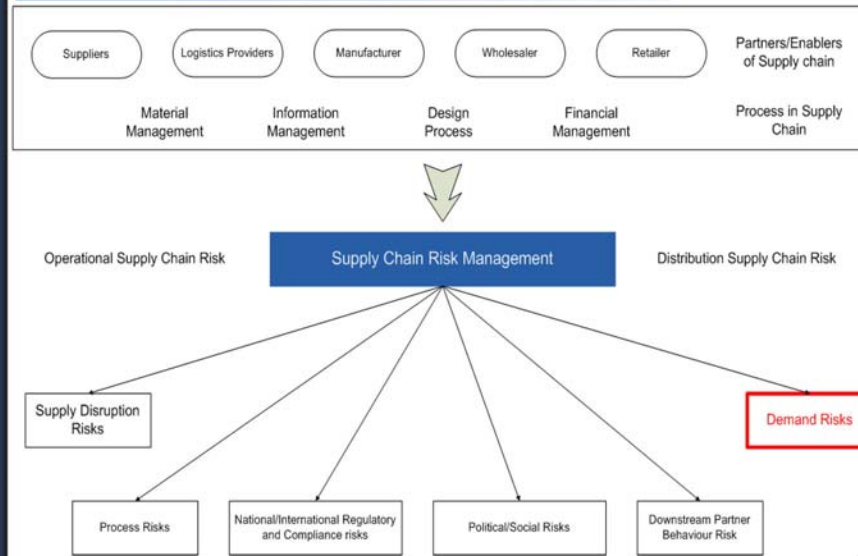 Suppliers
Logistics Providers
Manufacturer
Wholesaler
Retailer
Partners/Enablers
of Supply chain
Material
Management
Information
Management
Design
Process
Financial
Management
Process in Supply
Chain
Operational Supply Chain Risk
Supply Chain Risk Management
Distribution Supply Chain Risk
Supply Disruption
Risks
Demand Risks
Process Risks
National/International Regulatory
and Compliance risks
Political/Social Risks
Downstream Partner
Behaviour Risk